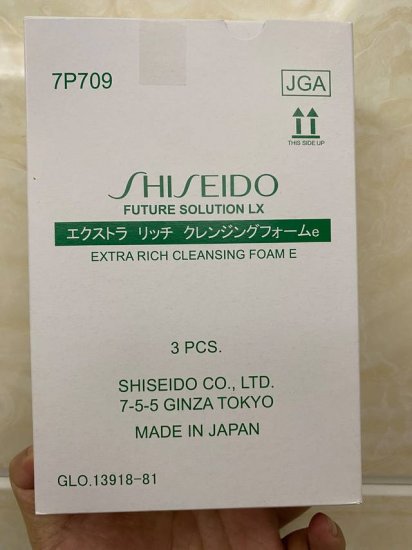 7P709
JGA
THIS SIDE UP
SHISEIDO
FUTURE SOLUTION LX
エクストラ リッチ クレンジングフォームe
EXTRA RICH CLEANSING FOAM E
3 PCS.
SHISEIDO CO., LTD.
7-5-5 GINZA TOKYO
MADE IN JAPAN
GLO.13918-81